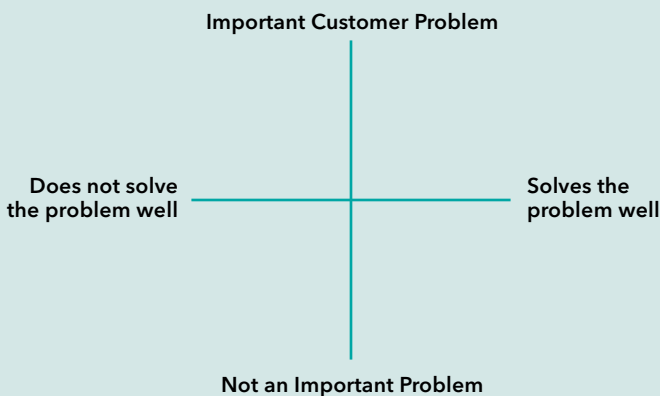 Important Customer Problem
Does not solve
the problem well
Solves the
problem well
Not an Important Problem